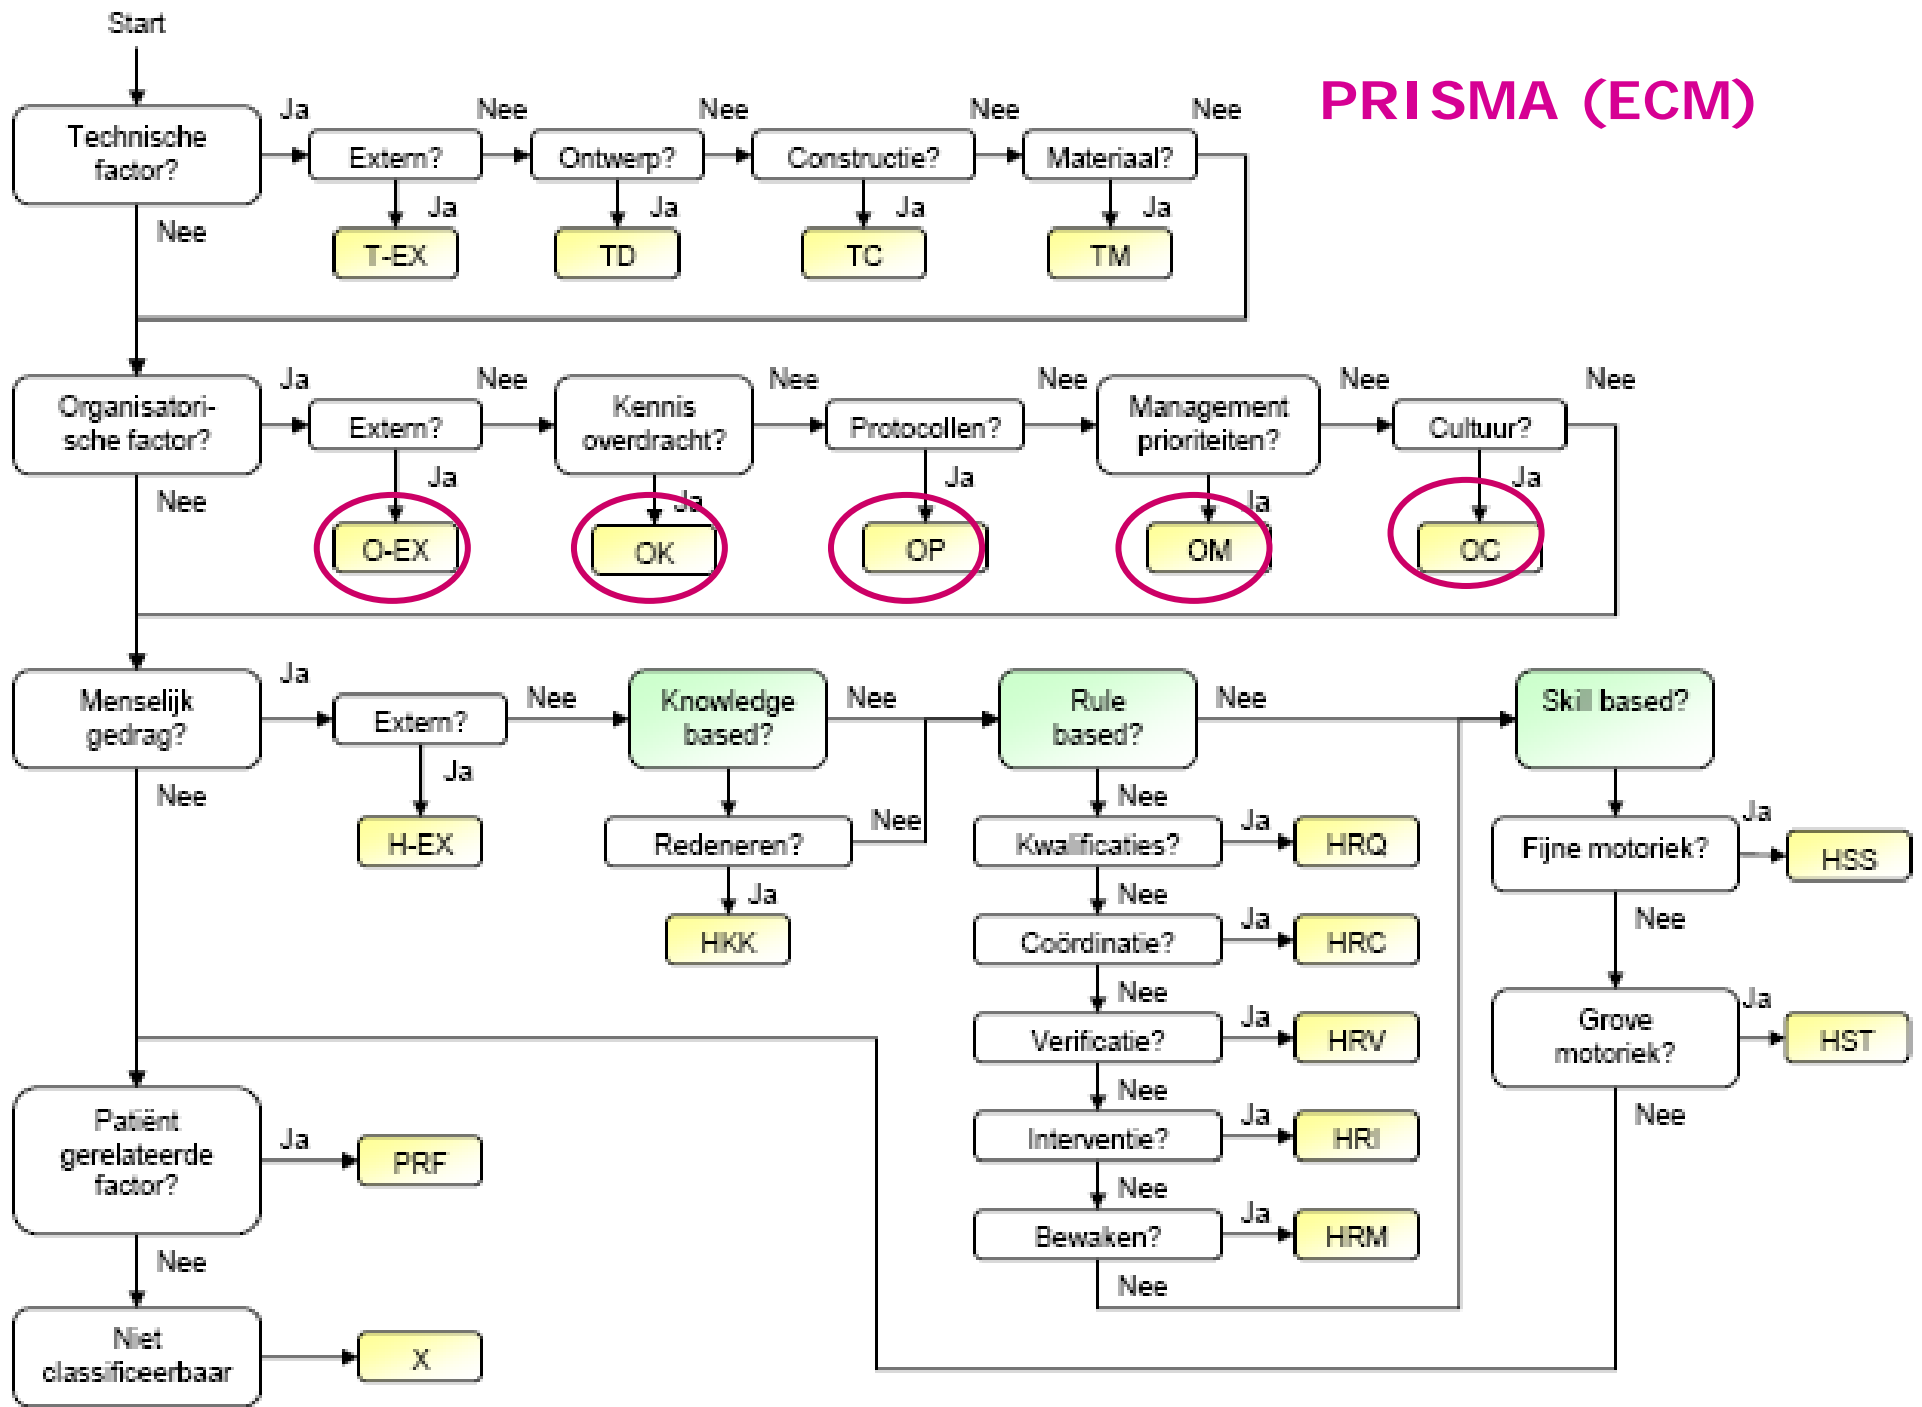 Start
PRISMA (ECM)
Technische
factor?
Ja
Extern?
Nee
Ontwerp?
Nee
Constructie?
Nee
Materiaal?
Nee
Nee
Ja
T-EX
Ja
TD
Ja
TC
Ja
TM
Organisatori-
sche factor?
Ja
Extern?
Nee
Kennis
overdracht?
Nee
Protocollen?
Nee
Management
prioriteiten?
Nee
Cultuur?
Nee
Nee
Ja
O-EX
Ja
OK
Ja
OP
Ja
OM
Ja
OC
Menselijk
gedrag?
Ja
Extern?
Nee
Knowledge
based?
Nee
Rule
based?
Nee
Skill based?
Nee
Ja
H-EX
Redeneren?
Nee
Ja
HKK
Nee
Kwalificaties?
Ja
HRQ
Nee
Coördinatie?
Ja
HRC
Nee
Verificatie?
Ja
HRV
Nee
Interventie?
Ja
HRI
Nee
Bewaken?
Ja
HRM
Nee
Fijne motoriek?
Ja
HSS
Nee
Grove
motoriek?
Ja
HST
Nee
Patiënt
gerelateerde
factor?
Ja
PRF
Nee
Niet
classificeerbaar
X